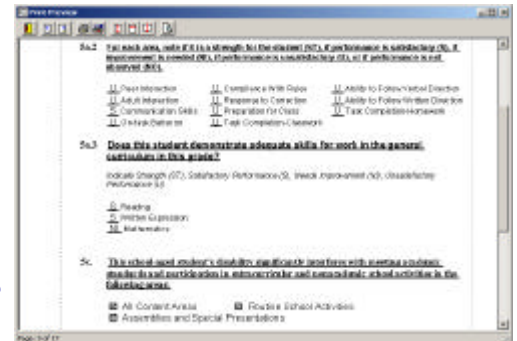 Print Preview
5a.2 For each area, note if it is a strength for the student (ST), if performance is satisfactory (S), if
improvement is needed (NI), if performance is unsatisfactory (U), or if performance is not
observed (NO).
U Peer Interaction U Compliance With Rules U Ability to Follow Verbal Direction
U Adult Interaction U Response to Correction U Ability to Follow Written Direction
S Communication Skills U Preparation for Class U Task Completion-Homework
U On-task Behavior U Task Completion-Classwork
5a.3 Does this student demonstrate adequate skills for work in the general
curriculum in this grade?
Indicate Strength (ST), Satisfactory Performance (S), Needs Improvement (NI), Unsatisfactory
Performance (U)
S Reading
S Written Expression
NI Mathematics
5c. This school-aged student's disability significantly interferes with meeting academic
standards and participation in extracurricular and nonacademic school activities in the
following areas.
All Content Areas Routine School Activities
Assemblies and Special Presentations
Page: 5 of 17